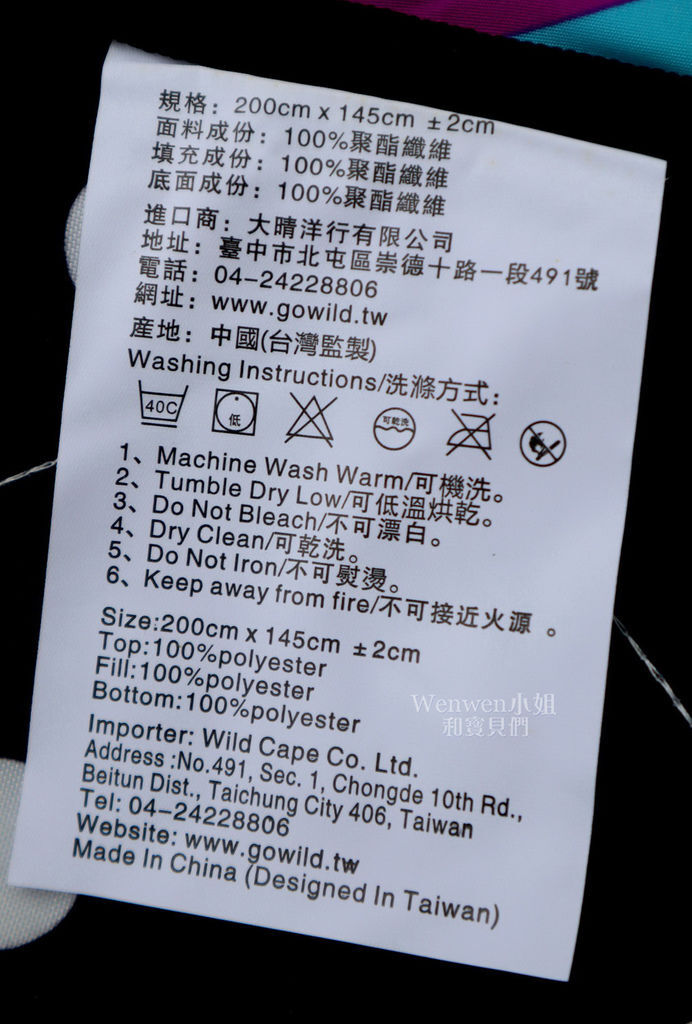 規格：200cm x 145cm ±2cm
面料成份：100%聚酯纖維
填充成份：100%聚酯纖維
底面成份：100%聚酯纖維
進口商：大晴洋行有限公司
地址：臺中市北屯區崇德十路一段491號
電話：04-24228806
網址：www.gowild.tw
産地：中國(台灣監製)
Washing Instructions/洗滌方式：
40C 低 可乾洗
1、Machine Wash Warm/可機洗。
2、Tumble Dry Low/可低溫烘乾。
3、Do Not Bleach/不可漂白。
4、Dry Clean/可乾洗。
5、Do Not Iron/不可熨燙。
6、Keep away from fire/不可接近火源 。
Size:200cm x 145cm ±2cm
Top:100%polyester
Fill:100%polyester
Bottom:100%polyester
Importer: Wild Cape Co. Ltd.
Address :No.491, Sec. 1, Chongde 10th Rd.,
Beitun Dist., Taichung City 406, Taiwan
Tel: 04-24228806
Website: www.gowild.tw
Made In China (Designed In Taiwan)
Wenwen小姐
和寶貝們